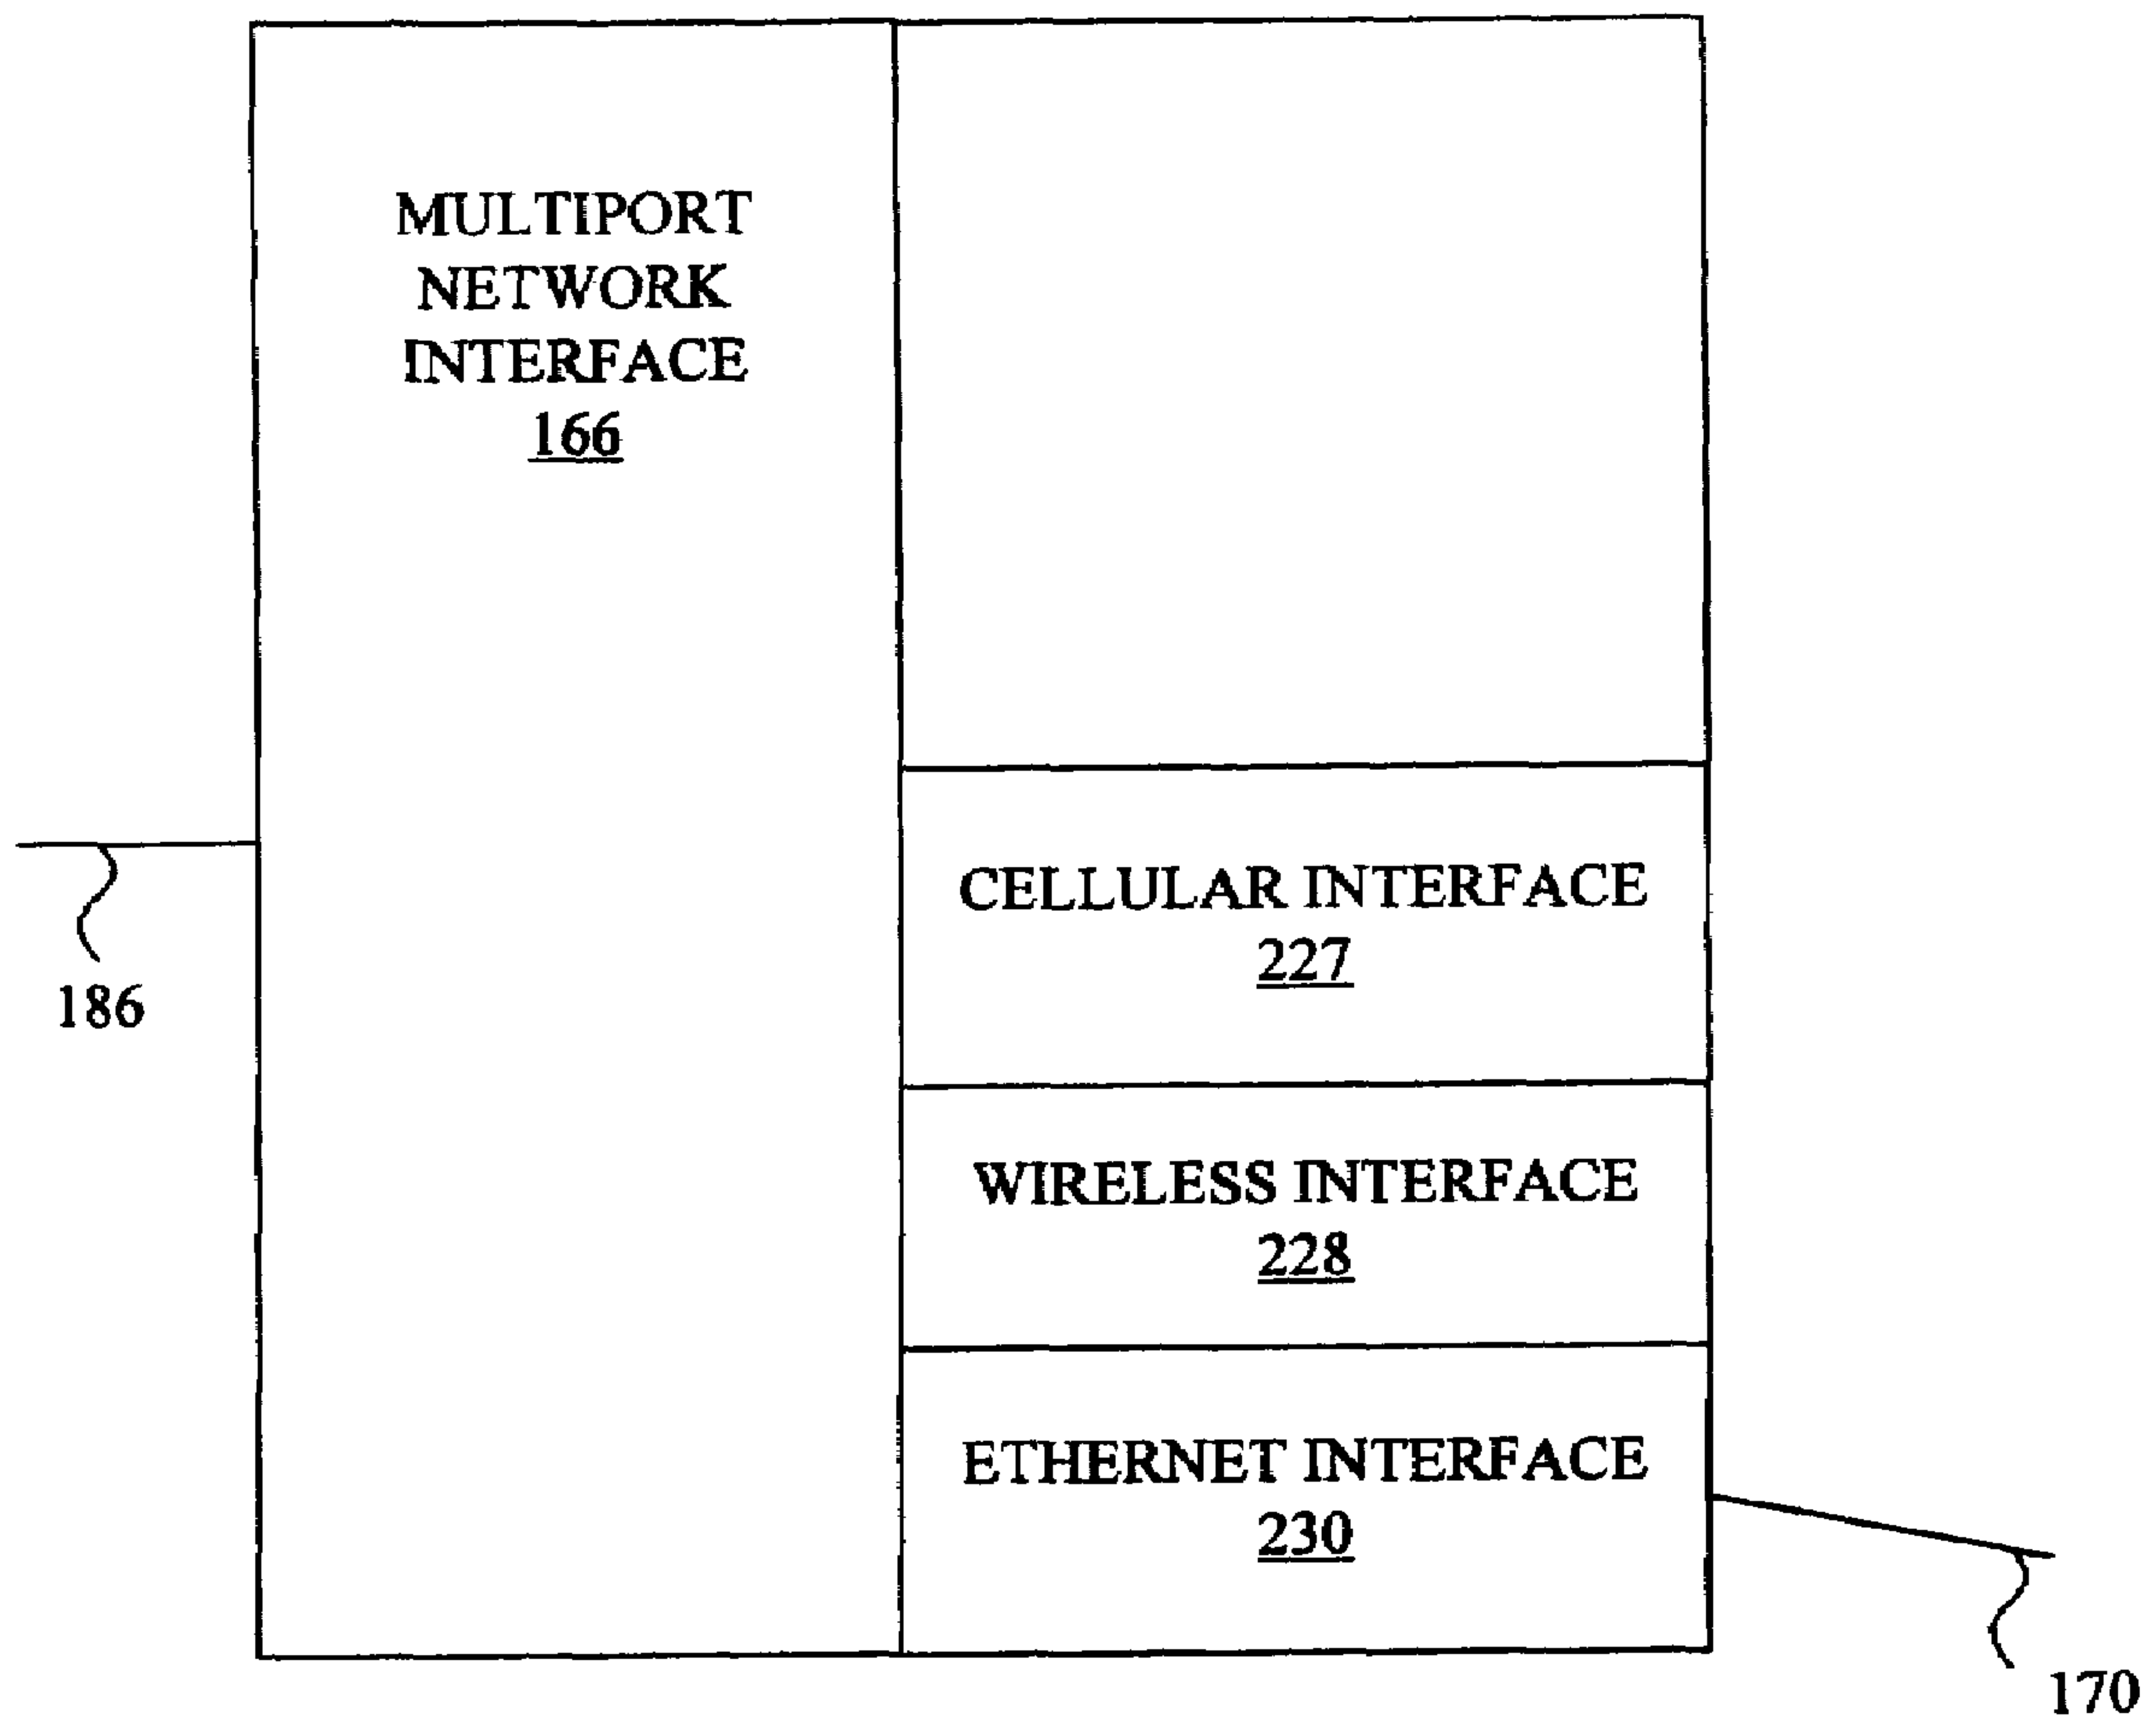 MULTIPORT
NETWORK
INTERFACE
166
CELLULAR INTERFACE
227
186
WIRELESS INTERFACE
228
ETHERNET INTERFACE
230
170